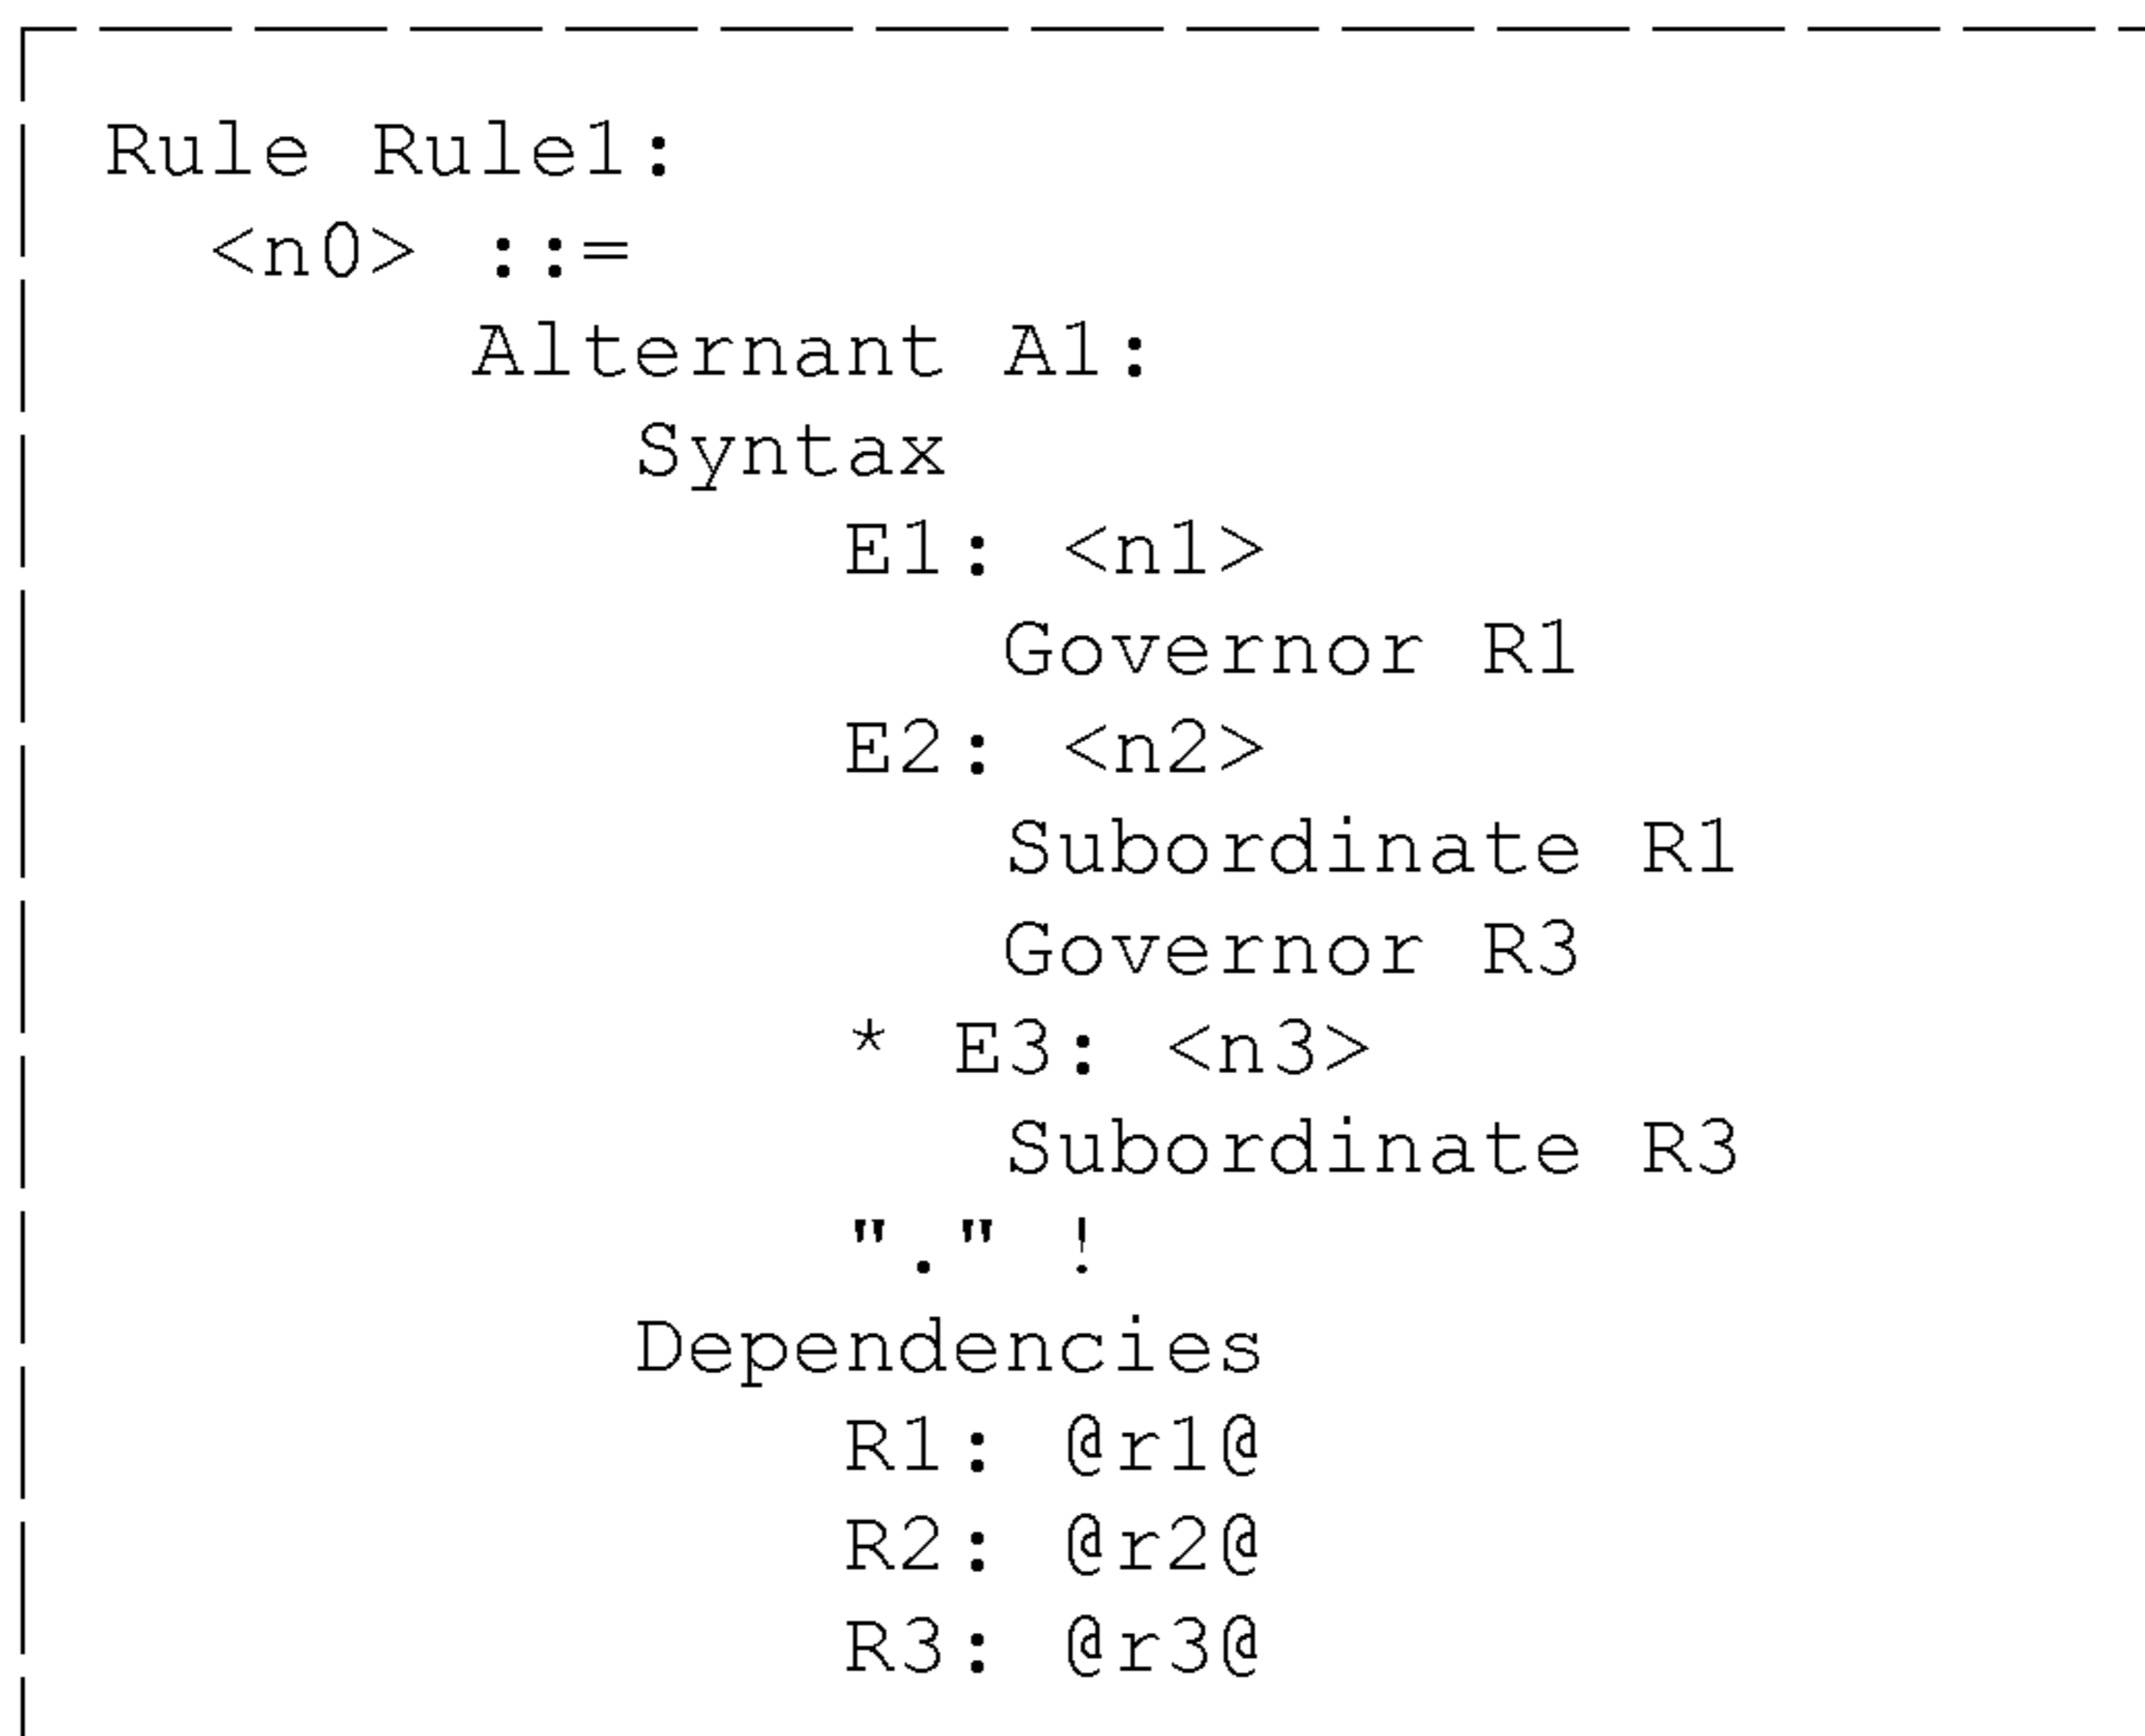 Rule Rule1:
<n0> ::=
Alternant A1:
Syntax
E1: <n1>
Governor R1
E2: <n2>
Subordinate R1
Governor R3
* E3: <n3>
Subordinate R3
"." !
Dependencies
R1: @r1@
R2: @r2@
R3: @r3@